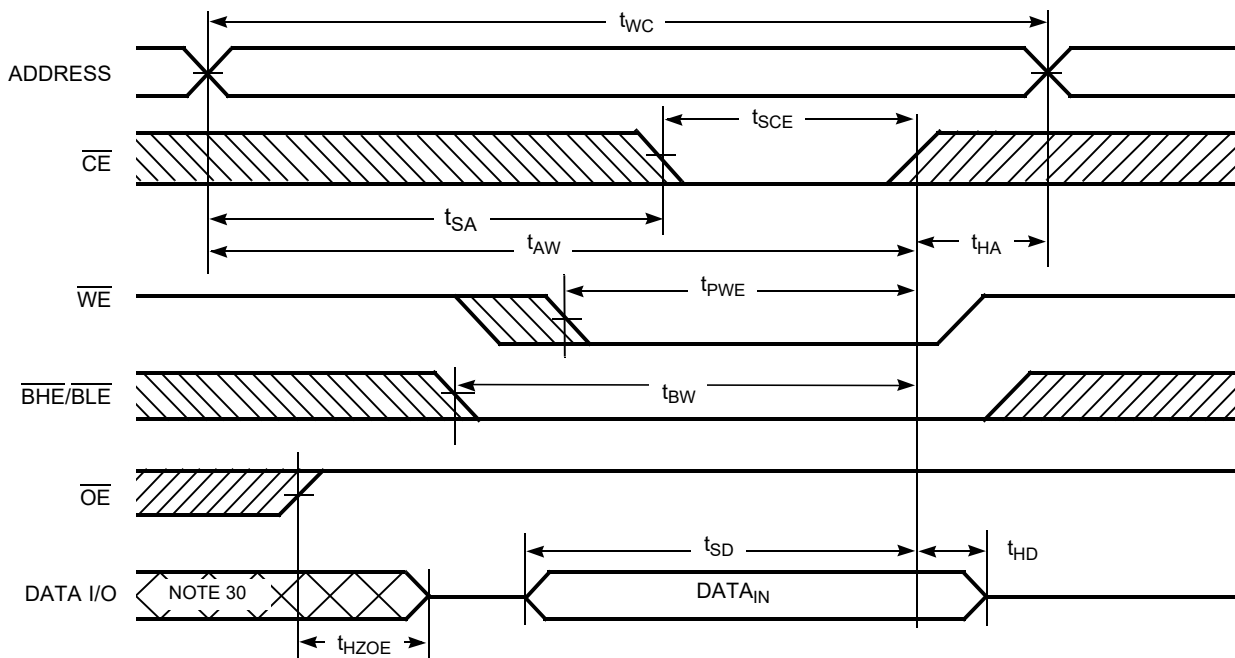 tWC
ADDRESS
tSCE
CE
tSA
tAW
tHA
WE
tPWE
BHE/BLE
tBW
OE
tSD
tHD
DATA I/O
NOTE 30
DATAIN
tHZOE